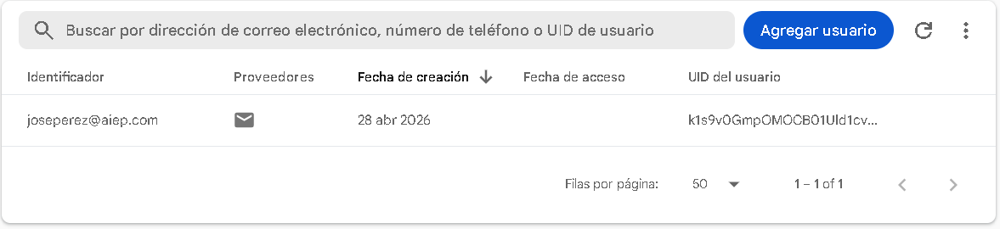 Buscar por dirección de correo electrónico, número de teléfono o UID de usuario Agregar usuario
Identificador Proveedores Fecha de creación Fecha de acceso UID del usuario
joseperez@aiep.com 28 abr 2026 k1s9v0GmpOMOCB01Uld1cv...
Filas por página: 50 1 – 1 of 1